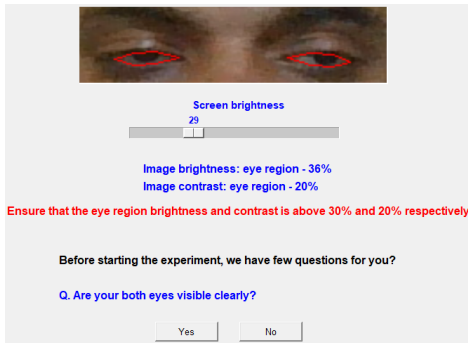 Screen brightness
29
Image brightness: eye region - 36%
Image contrast: eye region - 20%
Ensure that the eye region brightness and contrast is above 30% and 20% respectively
Before starting the experiment, we have few questions for you?
Q. Are your both eyes visible clearly?
Yes No